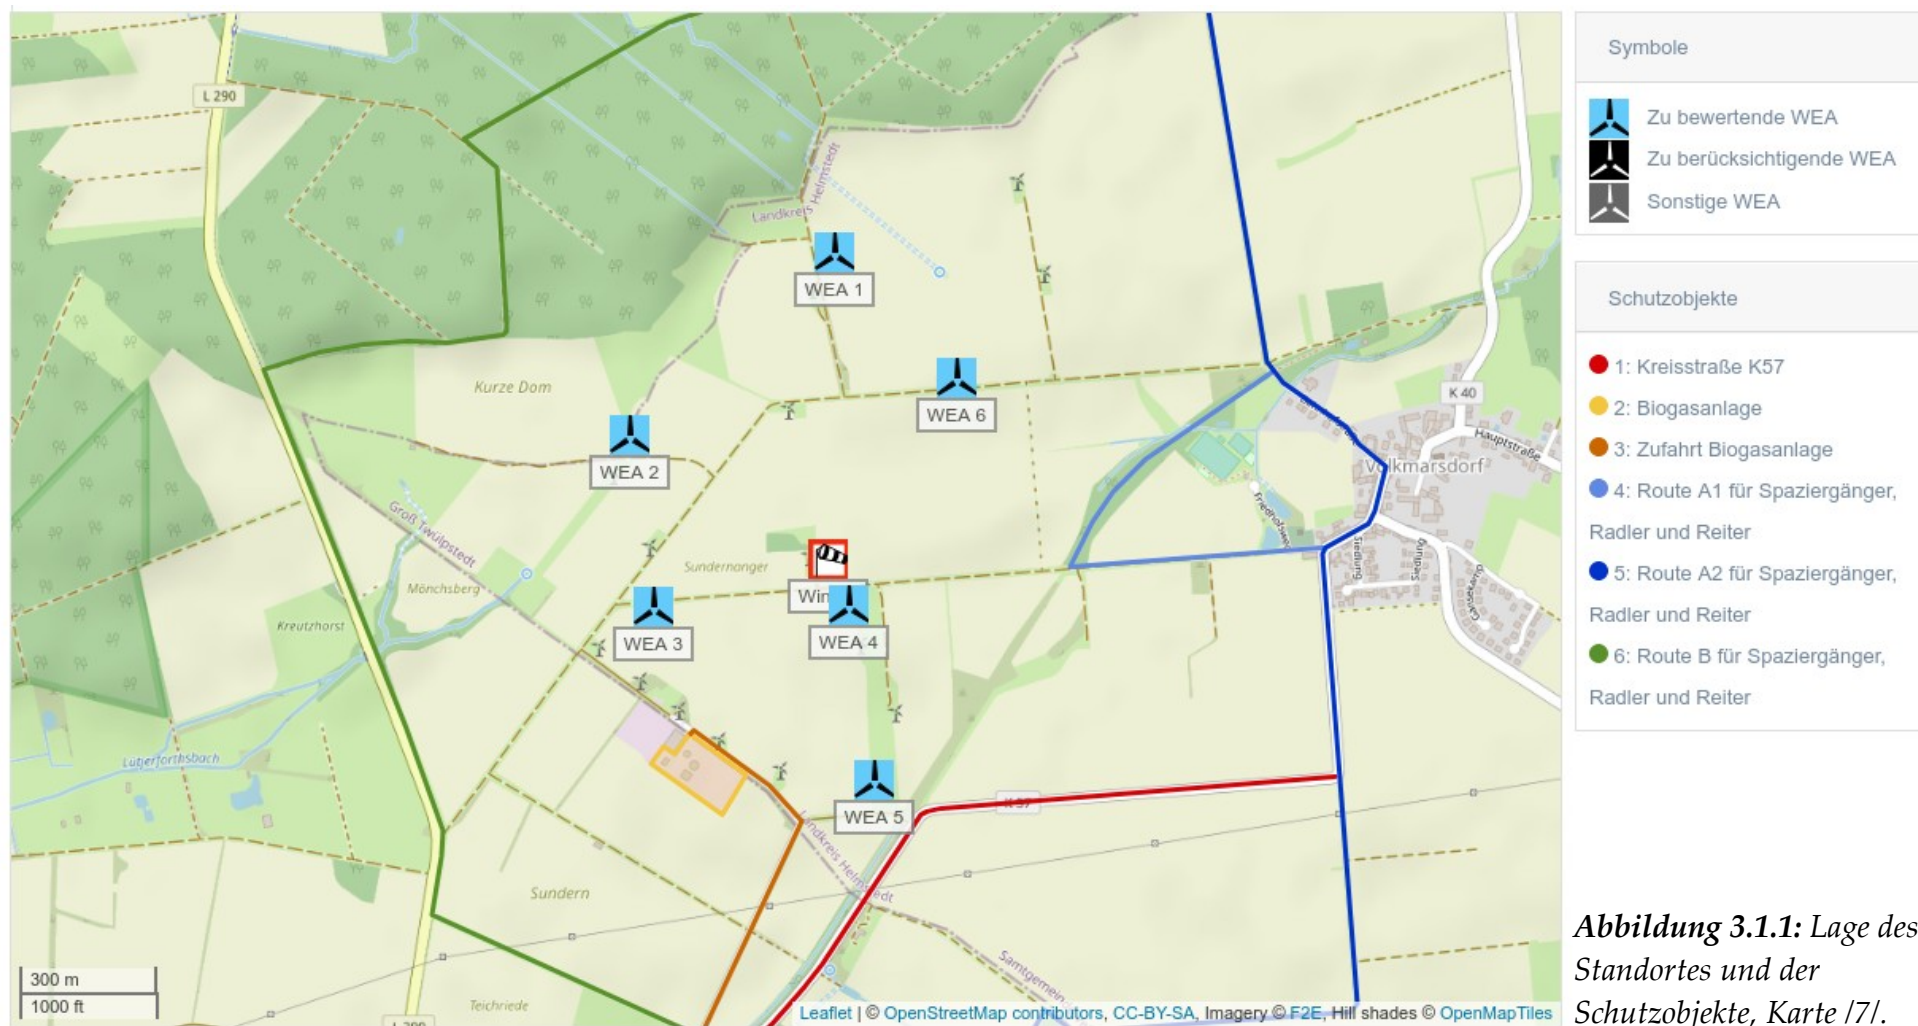 L 290
Landkreis Helmstedt
WEA 1
Kurze Dom
WEA 6
WEA 2
K 40
Hauptstraße
Volkmarsdorf
Friedhofsweg
Siedlung
Siedlung
Gänsekamp
Groß Twülpstedt
Mönchsberg
Kreutzhorst
Sundernanger
Win
WEA 3
WEA 4
Lütjerforthsbach
WEA 5
K 57
Landkreis Helmstedt
Sundern
Samtgemein
Teichriede
300 m
1000 ft
Leaflet | © OpenStreetMap contributors, CC-BY-SA, Imagery © F2E, Hill shades © OpenMapTiles
Symbole
Zu bewertende WEA
Zu berücksichtigende WEA
Sonstige WEA
Schutzobjekte
1: Kreisstraße K57
2: Biogasanlage
3: Zufahrt Biogasanlage
4: Route A1 für Spaziergänger,
Radler und Reiter
5: Route A2 für Spaziergänger,
Radler und Reiter
6: Route B für Spaziergänger,
Radler und Reiter
Abbildung 3.1.1: Lage des
Standortes und der
Schutzobjekte, Karte /7/.